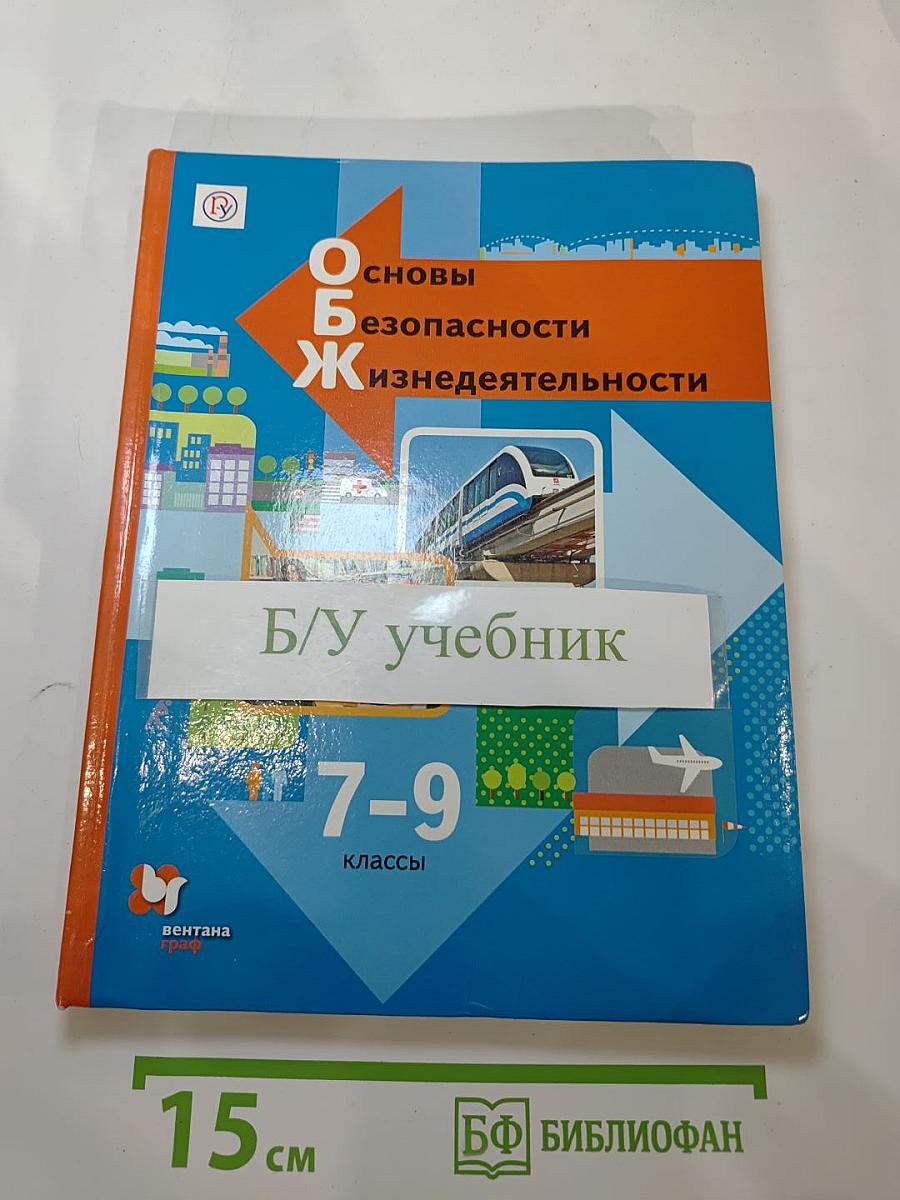 Основы
Безопасности
Жизнедеятельности
Б/У учебник
7-9
классы
вентана
граф
15 см
БФ БИБЛИОФАН